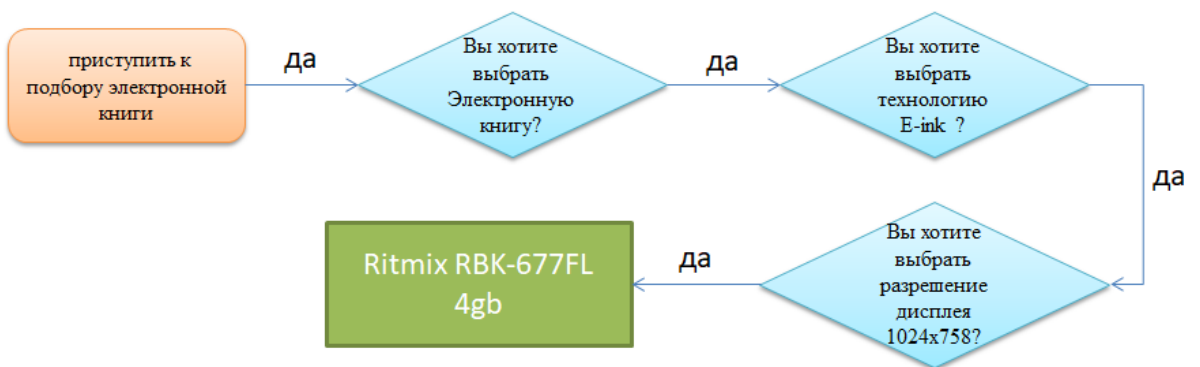 приступить к
подбору электронной
книги
да
Вы хотите
выбрать
Электронную
книгу?
да
Вы хотите
выбрать
технологию
E-ink ?
да
Вы хотите
выбрать
разрешение
дисплея
1024x758?
да
Ritmix RBK-677FL
4gb